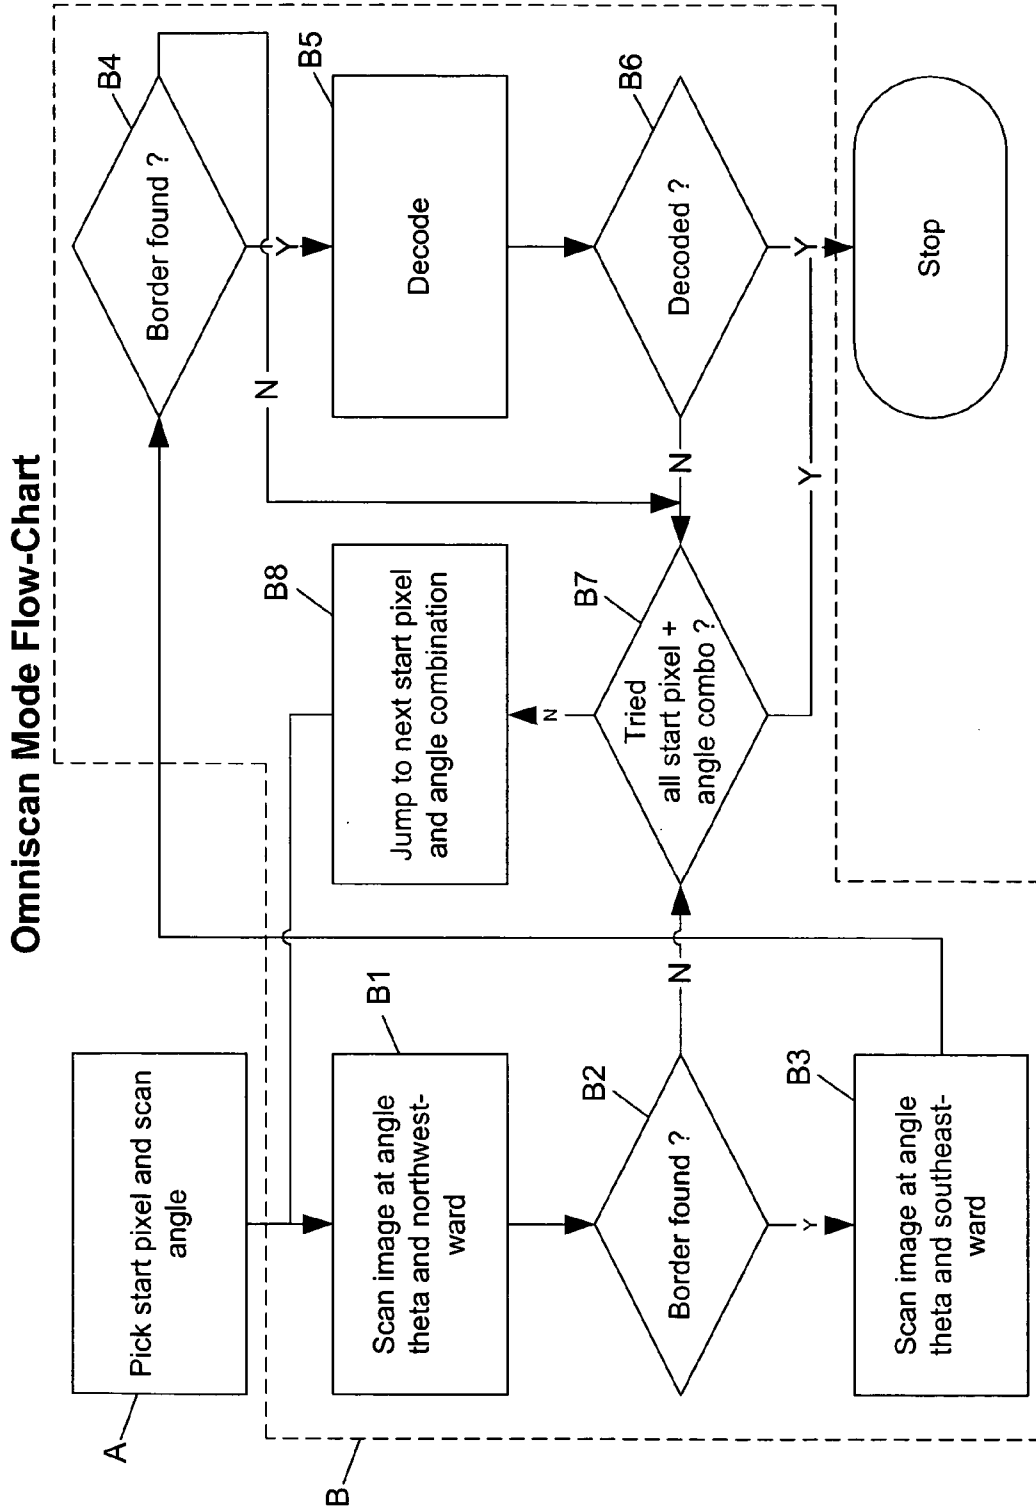 Omniscan Mode Flow-Chart
A
Pick start pixel and scan
angle
B
B1
Scan image at angle
theta and northwest-
ward
B2
Border found ?
N
Y
B3
Scan image at angle
theta and southeast-
ward
B8
Jump to next start pixel
and angle combination
N
B7
Tried
all start pixel +
angle combo ?
Y
B4
Border found ?
N
Y
B5
Decode
B6
Decoded ?
N
Y
Stop